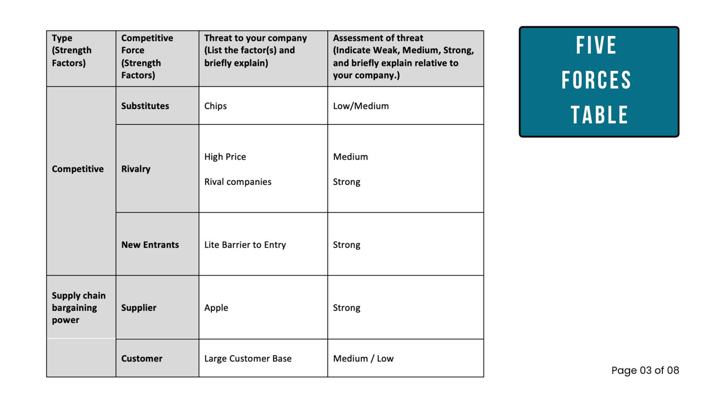 Type
(Strength
Factors)
Competitive
Force
(Strength
Factors)
Threat to your company
(List the factor(s) and
briefly explain)
Assessment of threat
(Indicate Weak, Medium, Strong,
and briefly explain relative to
your company.)
Competitive
Substitutes
Chips
Low/Medium
Rivalry
High Price
Rival companies
Medium
Strong
New Entrants
Lite Barrier to Entry
Strong
Supply chain
bargaining
power
Supplier
Apple
Strong
Customer
Large Customer Base
Medium / Low
FIVE
FORCES
TABLE
Page 03 of 08